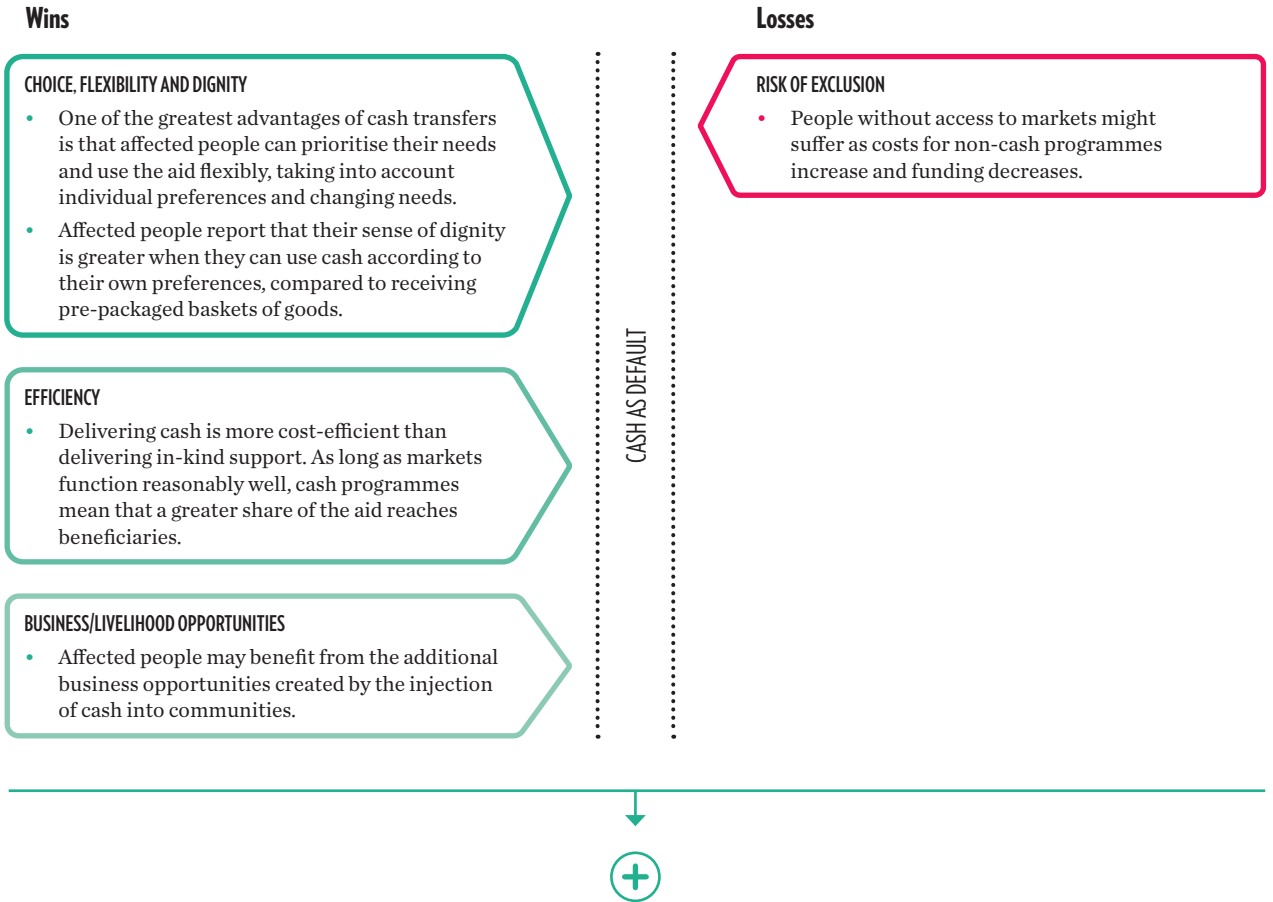 Wins
CHOICE, FLEXIBILITY AND DIGNITY
• One of the greatest advantages of cash transfers
is that affected people can prioritise their needs
and use the aid flexibly, taking into account
individual preferences and changing needs.
• Affected people report that their sense of dignity
is greater when they can use cash according to
their own preferences, compared to receiving
pre-packaged baskets of goods.
EFFICIENCY
• Delivering cash is more cost-efficient than
delivering in-kind support. As long as markets
function reasonably well, cash programmes
mean that a greater share of the aid reaches
beneficiaries.
BUSINESS/LIVELIHOOD OPPORTUNITIES
• Affected people may benefit from the additional
business opportunities created by the injection
of cash into communities.
CASH AS DEFAULT
Losses
RISK OF EXCLUSION
• People without access to markets might
suffer as costs for non-cash programmes
increase and funding decreases.
+